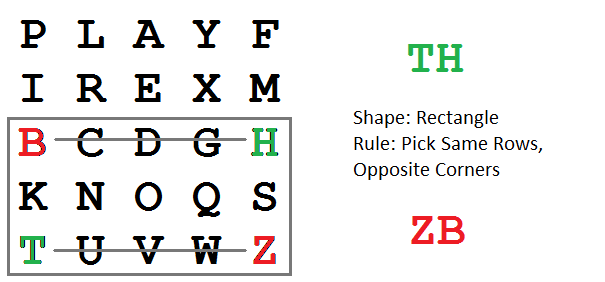 P L A Y F
I R E X M
B C D G H
K N O Q S
T U V W Z
TH
Shape: Rectangle
Rule: Pick Same Rows,
Opposite Corners
ZB